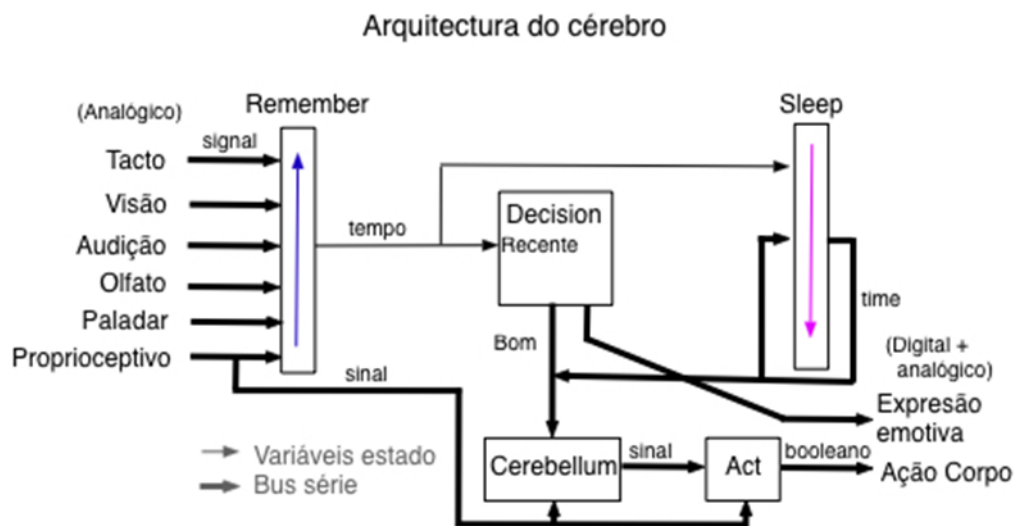 Arquitectura do cérebro
(Analógico)
Remember
Sleep
signal
Tacto
Visão
Audição
Olfato
Paladar
Proprioceptivo
tempo
Decision
Recente
time
Bom
sinal
(Digital +
analógico)
Expresão
emotiva
Cerebellum
sinal
Act
booleano
Ação Corpo
Variáveis estado
Bus série